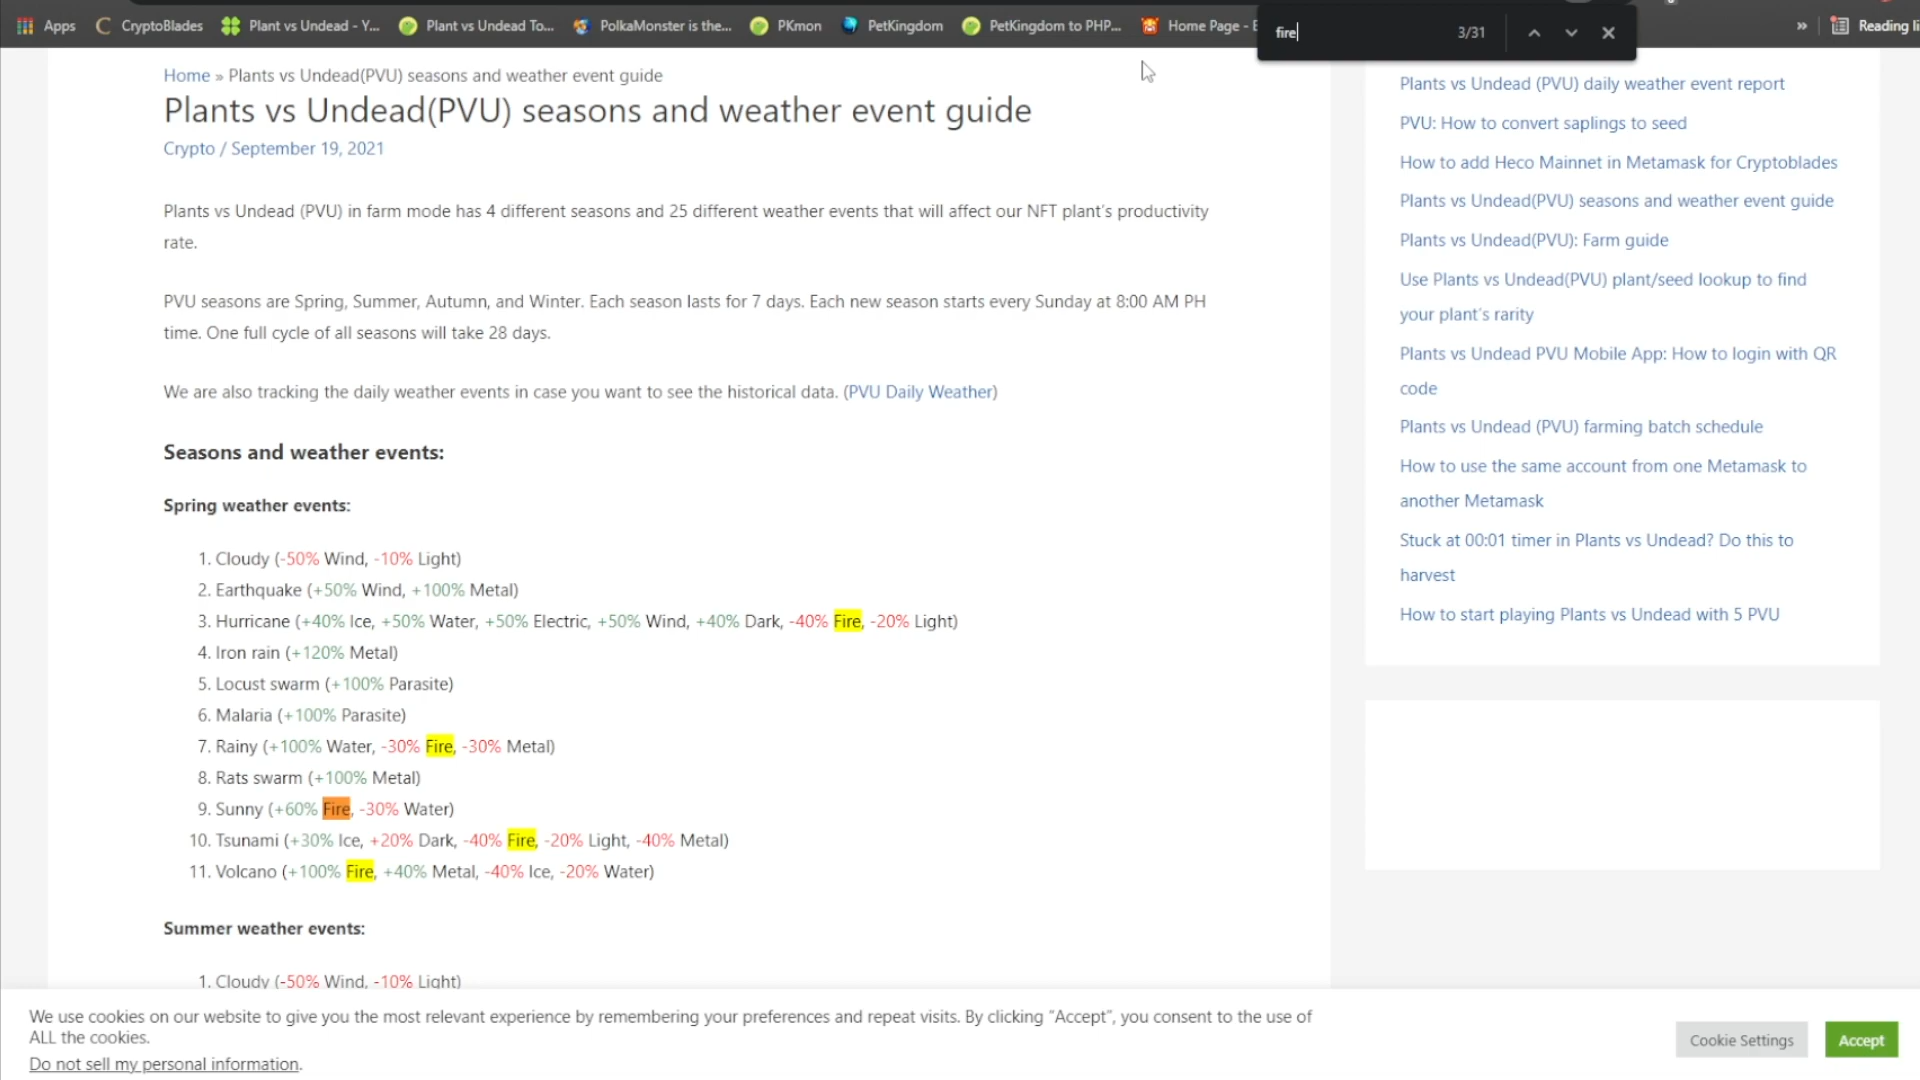 Apps CryptoBlades Plant vs Undead - Y... Plant vs Undead To... PolkaMonster is the... PKmon PetKingdom PetKingdom to PHP... Home Page - E » Reading li
fire 3/31
Home » Plants vs Undead(PVU) seasons and weather event guide
Plants vs Undead(PVU) seasons and weather event guide
Crypto / September 19, 2021
Plants vs Undead (PVU) in farm mode has 4 different seasons and 25 different weather events that will affect our NFT plant's productivity
rate.
PVU seasons are Spring, Summer, Autumn, and Winter. Each season lasts for 7 days. Each new season starts every Sunday at 8:00 AM PH
time. One full cycle of all seasons will take 28 days.
We are also tracking the daily weather events in case you want to see the historical data. (PVU Daily Weather)
Seasons and weather events:
Spring weather events:
1. Cloudy (-50% Wind, -10% Light)
2. Earthquake (+50% Wind, +100% Metal)
3. Hurricane (+40% Ice, +50% Water, +50% Electric, +50% Wind, +40% Dark, -40% Fire, -20% Light)
4. Iron rain (+120% Metal)
5. Locust swarm (+100% Parasite)
6. Malaria (+100% Parasite)
7. Rainy (+100% Water, -30% Fire, -30% Metal)
8. Rats swarm (+100% Metal)
9. Sunny (+60% Fire, -30% Water)
10. Tsunami (+30% Ice, +20% Dark, -40% Fire, -20% Light, -40% Metal)
11. Volcano (+100% Fire, +40% Metal, -40% Ice, -20% Water)
Summer weather events:
1. Cloudy (-50% Wind, -10% Light)
Plants vs Undead (PVU) daily weather event report
PVU: How to convert saplings to seed
How to add Heco Mainnet in Metamask for Cryptoblades
Plants vs Undead(PVU) seasons and weather event guide
Plants vs Undead(PVU): Farm guide
Use Plants vs Undead(PVU) plant/seed lookup to find
your plant's rarity
Plants vs Undead PVU Mobile App: How to login with QR
code
Plants vs Undead (PVU) farming batch schedule
How to use the same account from one Metamask to
another Metamask
Stuck at 00:01 timer in Plants vs Undead? Do this to
harvest
How to start playing Plants vs Undead with 5 PVU
We use cookies on our website to give you the most relevant experience by remembering your preferences and repeat visits. By clicking "Accept", you consent to the use of
ALL the cookies.
Do not sell my personal information.
Cookie Settings
Accept